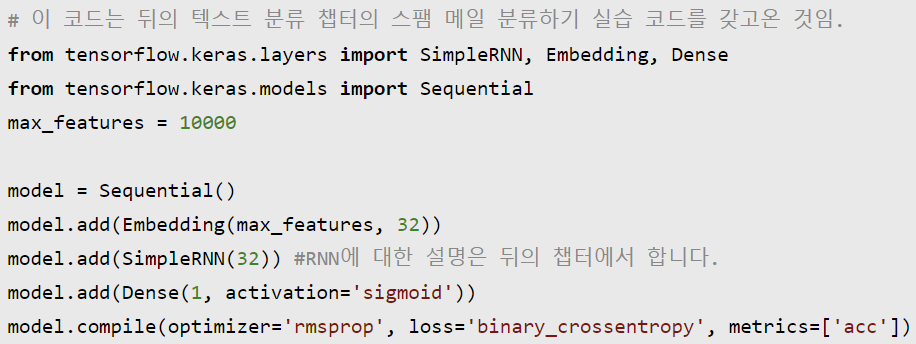 # 이 코드는 뒤의 텍스트 분류 챕터의 스팸 메일 분류하기 실습 코드를 갖고온 것임.
from tensorflow.keras.layers import SimpleRNN, Embedding, Dense
from tensorflow.keras.models import Sequential
max_features = 10000

model = Sequential()
model.add(Embedding(max_features, 32))
model.add(SimpleRNN(32)) #RNN에 대한 설명은 뒤의 챕터에서 합니다.
model.add(Dense(1, activation='sigmoid'))
model.compile(optimizer='rmsprop', loss='binary_crossentropy', metrics=['acc'])